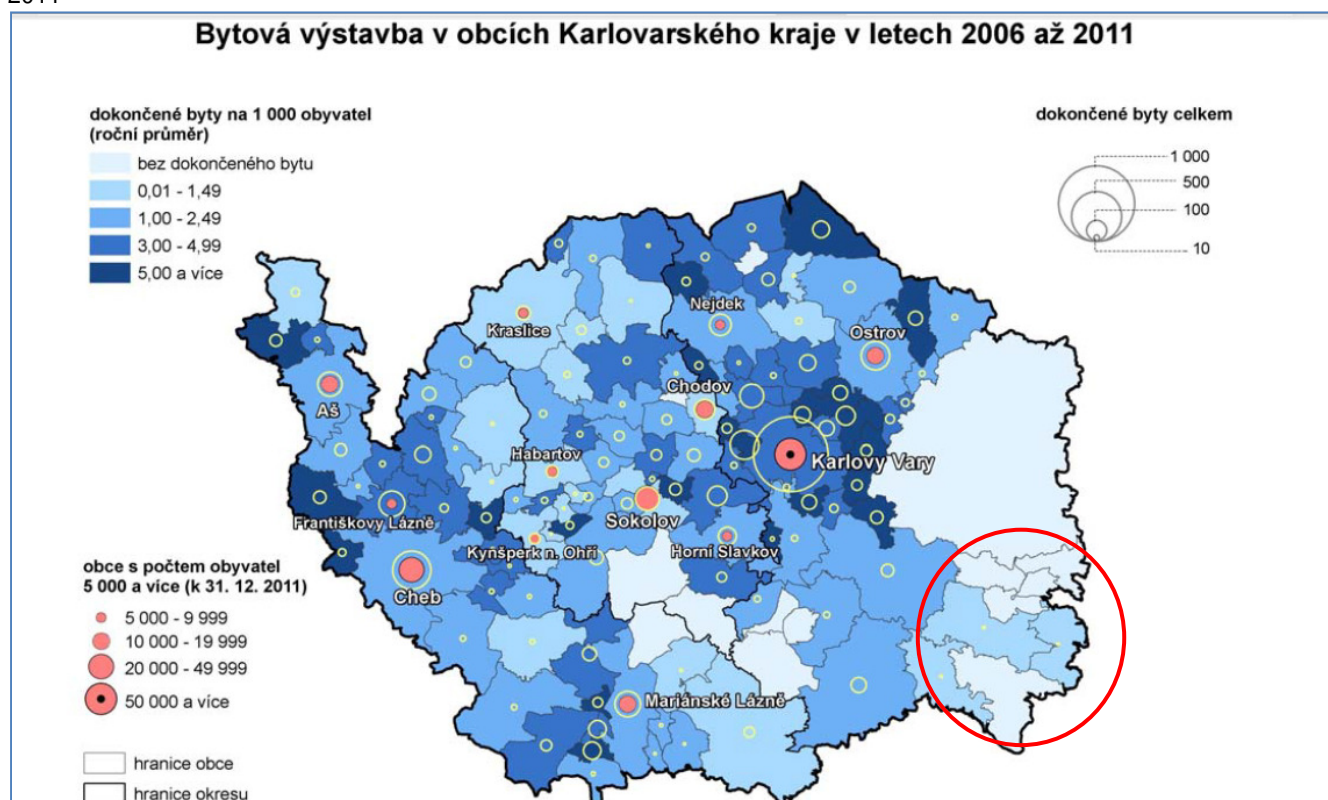 Bytová výstavba v obcích Karlovarského kraje v letech 2006 až 2011
dokončené byty na 1 000 obyvatel
(roční průměr)
bez dokončeného bytu
0,01 - 1,49
1,00 - 2,49
3,00 - 4,99
5,00 a více
dokončené byty celkem
1 000
500
100
10
Nejdek
Kraslice
Ostrov
Chodov
Aš
Habartov
Karlovy Vary
Františkovy Lázně
Sokolov
Kynšperk n. Ohří
Horní Slavkov
Cheb
Mariánské Lázně
obce s počtem obyvatel
5 000 a více (k 31. 12. 2011)
5 000 - 9 999
10 000 - 19 999
20 000 - 49 999
50 000 a více
hranice obce
hranice okresu